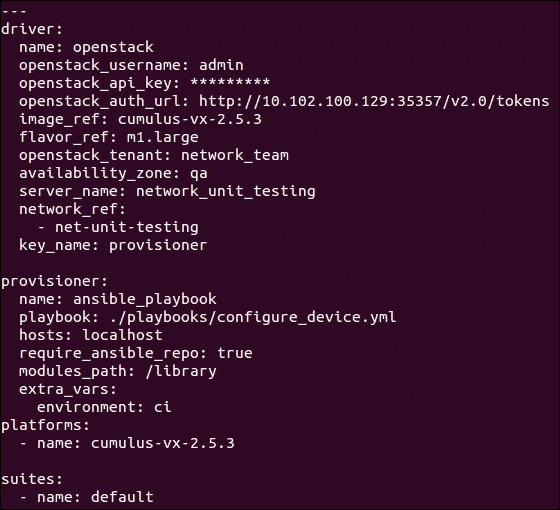 ---
driver:
  name: openstack
  openstack_username: admin
  openstack_api_key: *********
  openstack_auth_url: http://10.102.100.129:35357/v2.0/tokens
  image_ref: cumulus-vx-2.5.3
  flavor_ref: m1.large
  openstack_tenant: network_team
  availability_zone: qa
  server_name: network_unit_testing
  network_ref:
    - net-unit-testing
  key_name: provisioner

provisioner:
  name: ansible_playbook
  playbook: ./playbooks/configure_device.yml
  hosts: localhost
  require_ansible_repo: true
  modules_path: /library
  extra_vars:
    environment: ci
platforms:
  - name: cumulus-vx-2.5.3

suites:
  - name: default